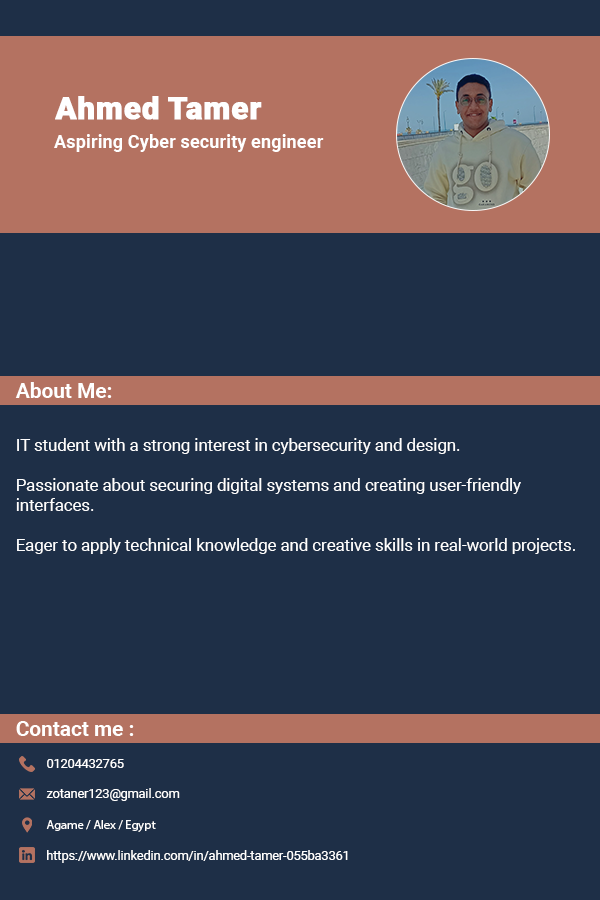 Ahmed Tamer
Aspiring Cyber security engineer
go
About Me:
IT student with a strong interest in cybersecurity and design.
Passionate about securing digital systems and creating user-friendly
interfaces.
Eager to apply technical knowledge and creative skills in real-world projects.
Contact me :
01204432765
zotaner123@gmail.com
Agame / Alex / Egypt
https://www.linkedin.com/in/ahmed-tamer-055ba3361